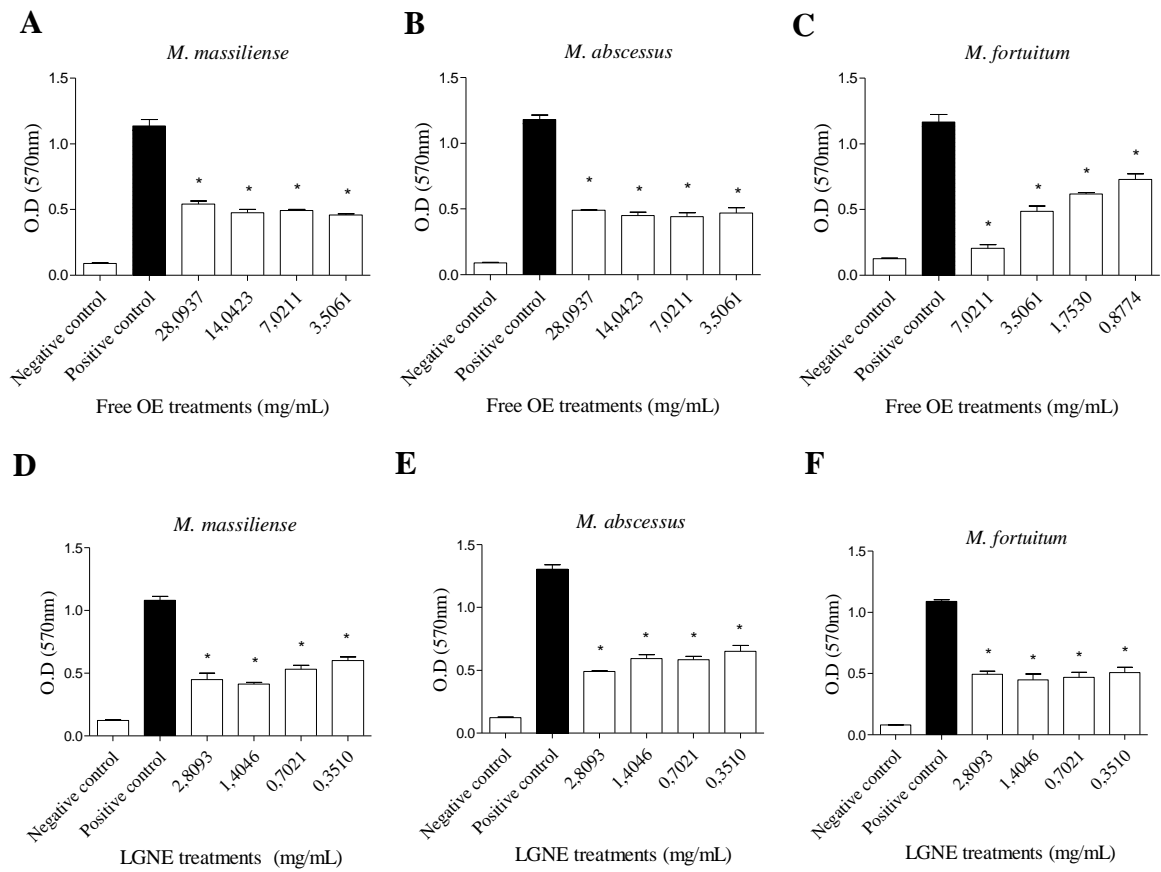 A
M. massiliense
O.D (570nm)
1.5
1.0
0.5
0.0
* * * *
Negative control
Positive control
28,0937
14,0423
7,0211
3,5061
Free OE treatments (mg/mL)
B
M. abscessus
O.D (570nm)
1.5
1.0
0.5
0.0
* * * *
Negative control
Positive control
28,0937
14,0423
7,0211
3,5061
Free OE treatments (mg/mL)
C
M. fortuitum
O.D (570nm)
1.5
1.0
0.5
0.0
* * * *
Negative control
Positive control
7,0211
3,5061
1,7530
0,8774
Free OE treatments (mg/mL)
D
M. massiliense
O.D (570nm)
1.5
1.0
0.5
0.0
* * * *
Negative control
Positive control
2,8093
1,4046
0,7021
0,3510
LGNE treatments (mg/mL)
E
M. abscessus
O.D (570nm)
1.5
1.0
0.5
0.0
* * * *
Negative control
Positive control
2,8093
1,4046
0,7021
0,3510
LGNE treatments (mg/mL)
F
M. fortuitum
O.D (570nm)
1.5
1.0
0.5
0.0
* * * *
Negative control
Positive control
2,8093
1,4046
0,7021
0,3510
LGNE treatments (mg/mL)